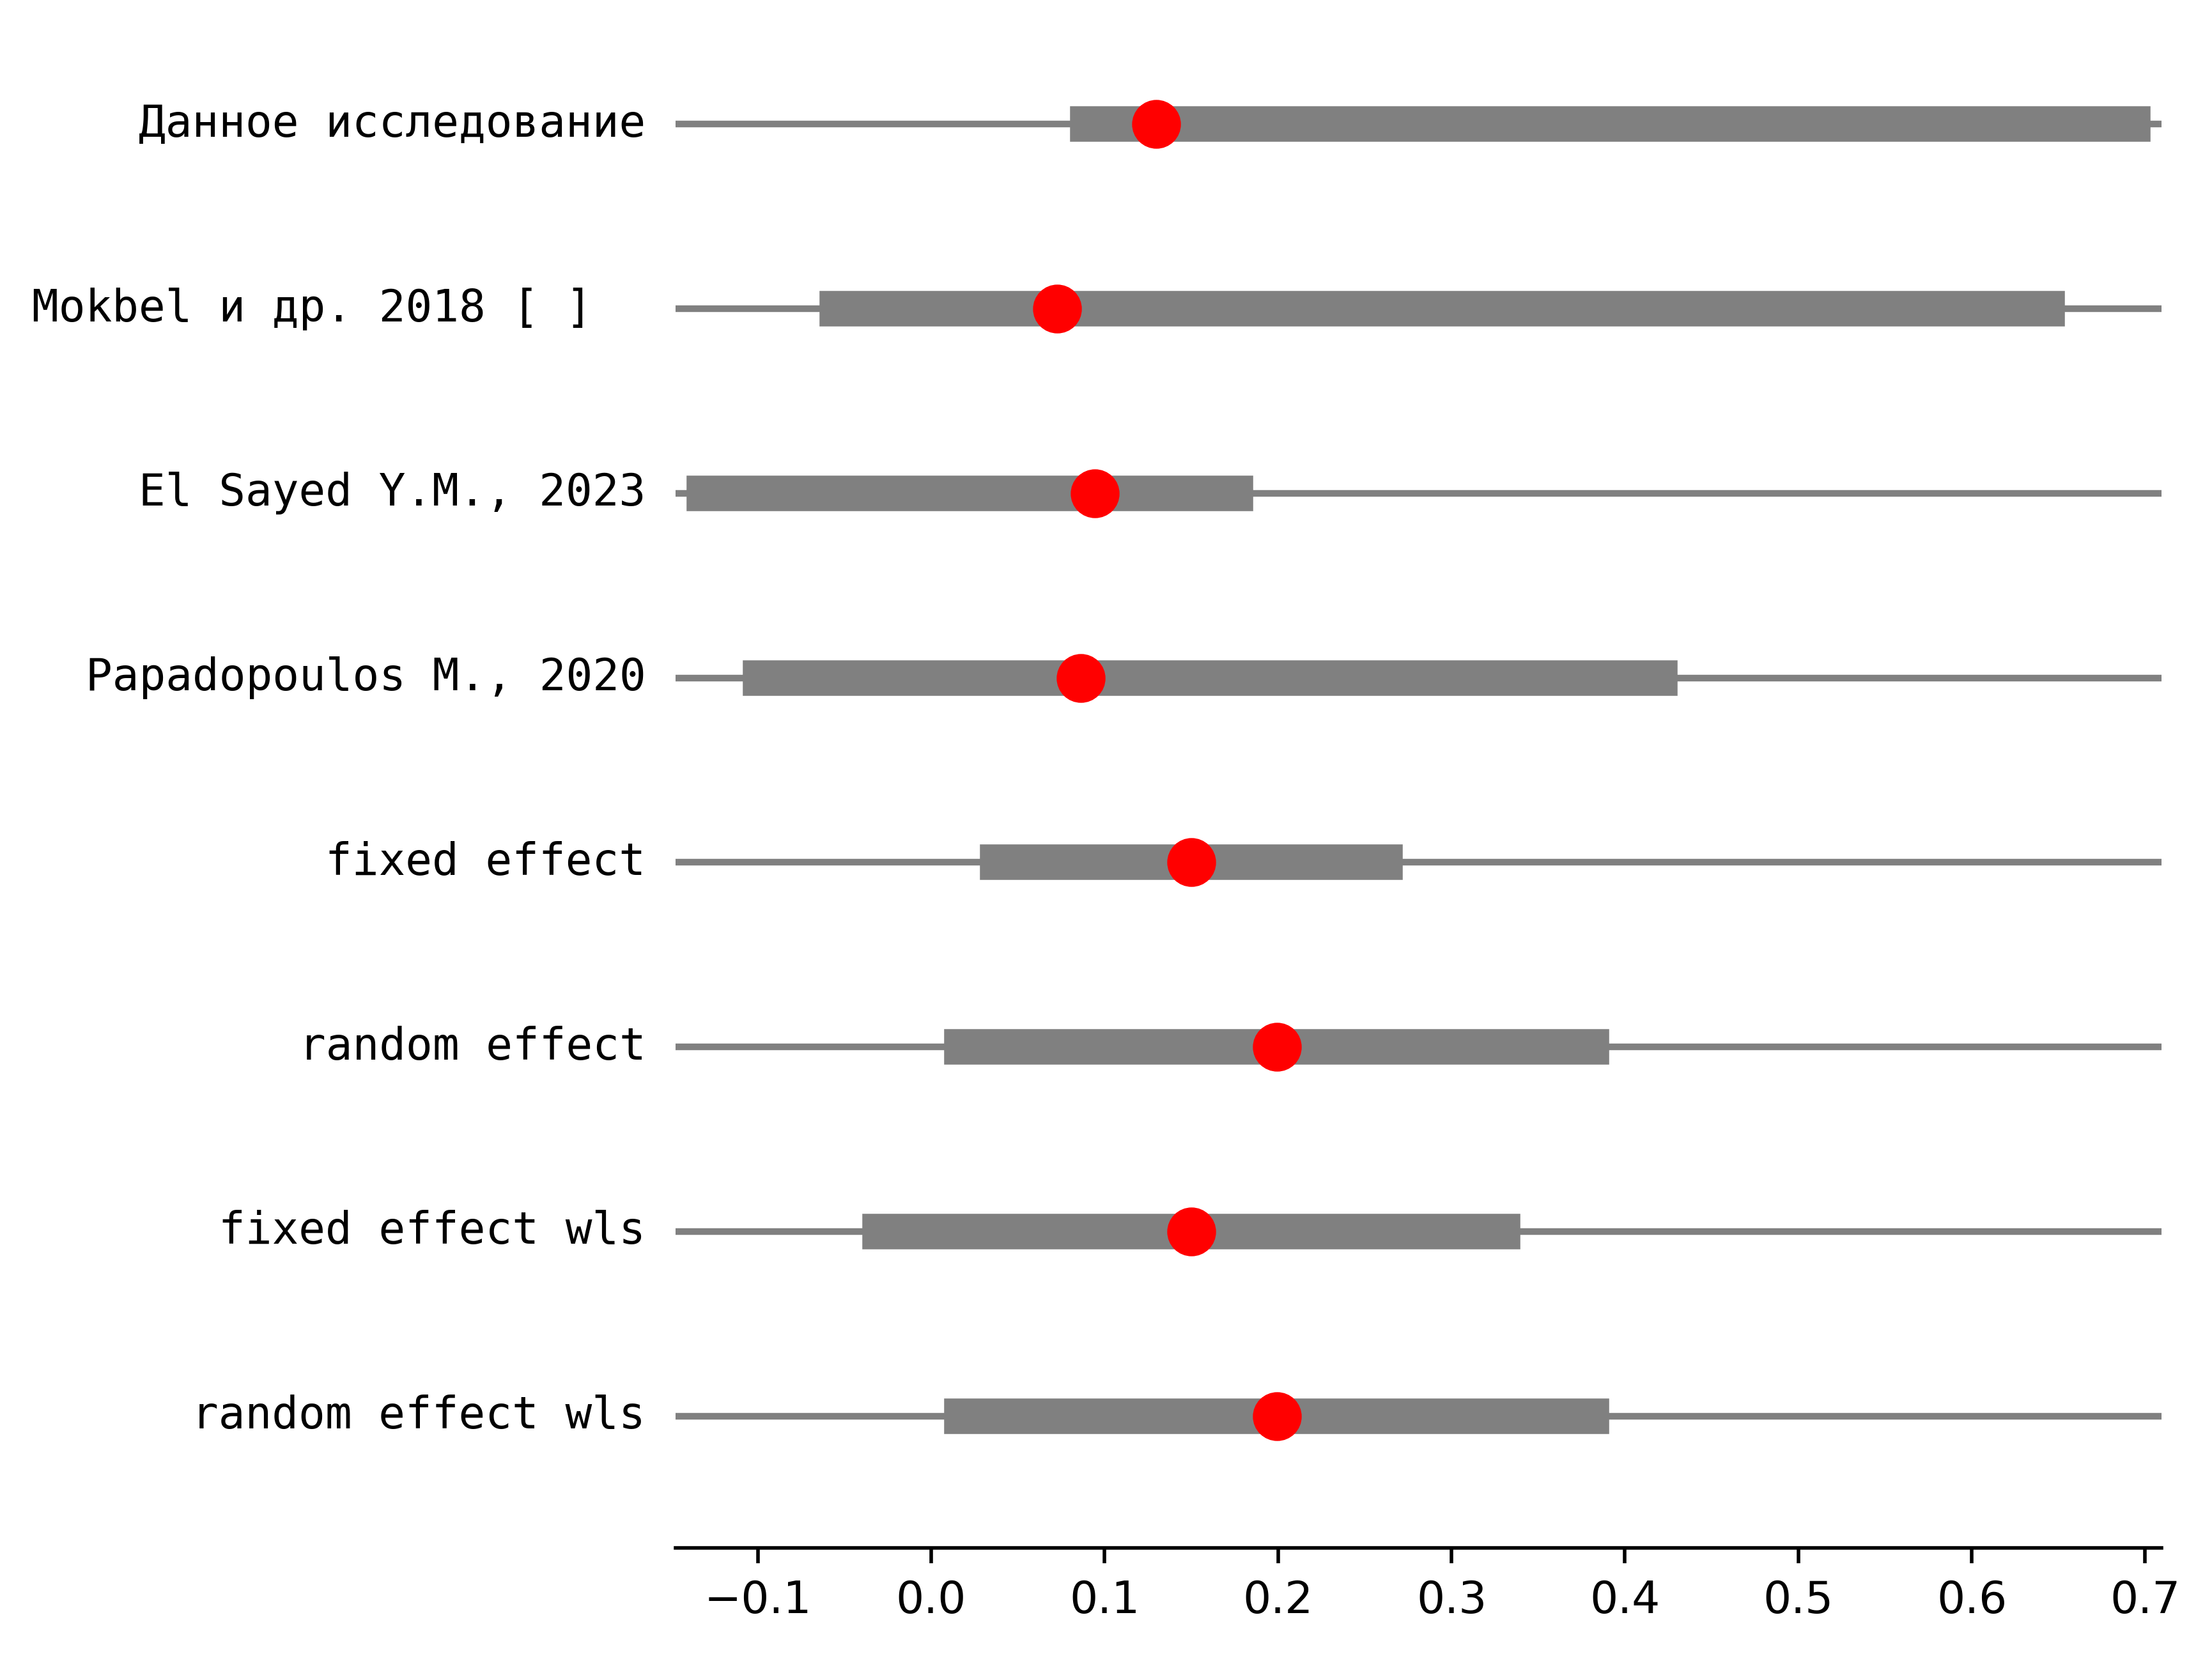 Данное исследование
Mokbel и др. 2018 [ ]
El Sayed Y.M., 2023
Papadopoulos M., 2020
fixed effect
random effect
fixed effect wls
random effect wls
−0.1 0.0 0.1 0.2 0.3 0.4 0.5 0.6 0.7